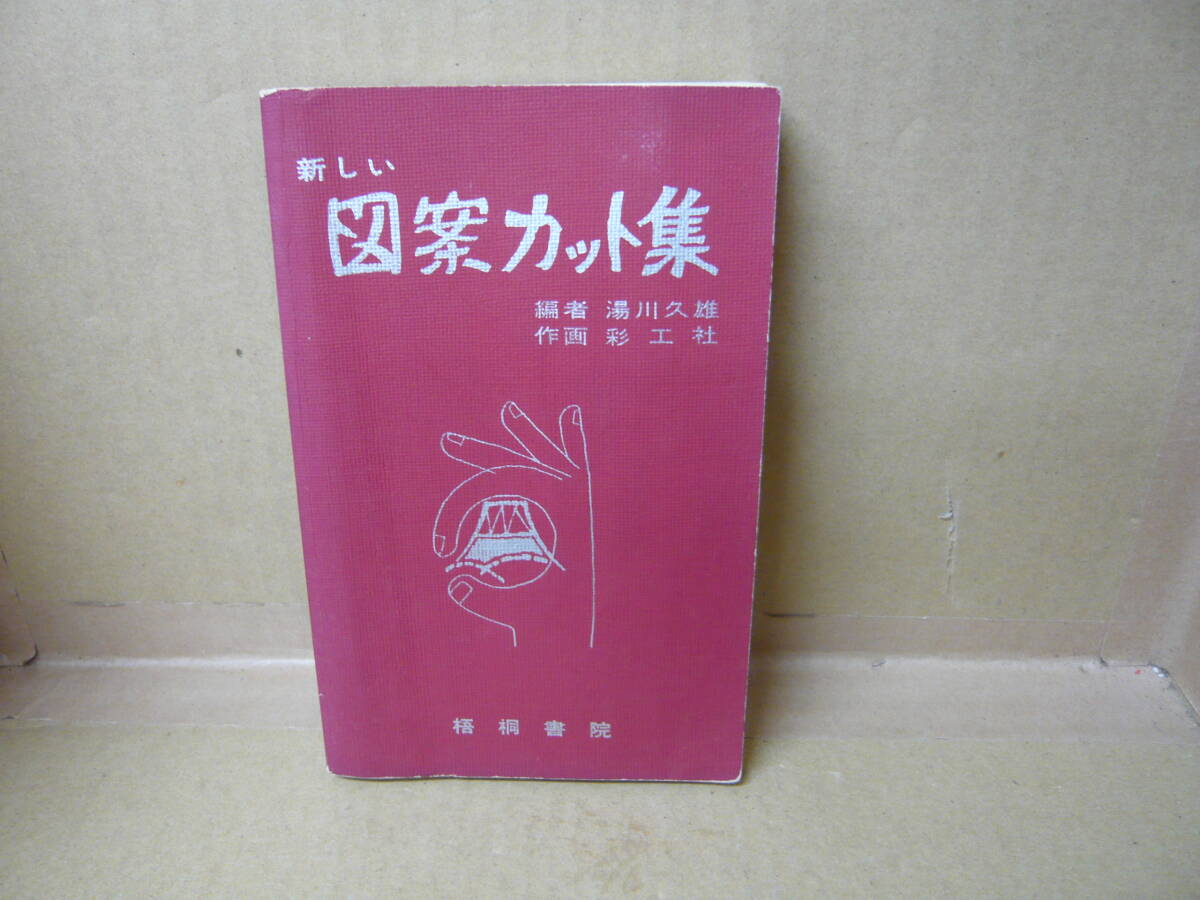 新しい
図案カット集
編者 湯川久雄
作画 彩工社
梧桐書院